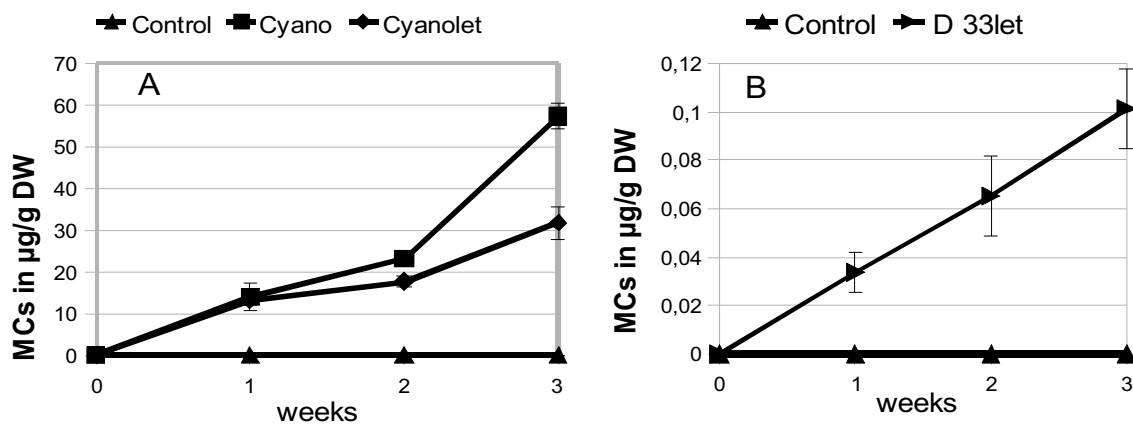 Control Cyano Cyanolet
A
MCs in µg/g DW
70
60
50
40
30
20
10
0
0 1 2 3
weeks
Control D 33let
B
MCs in µg/g DW
0,12
0,1
0,08
0,06
0,04
0,02
0
0 1 2 3
weeks